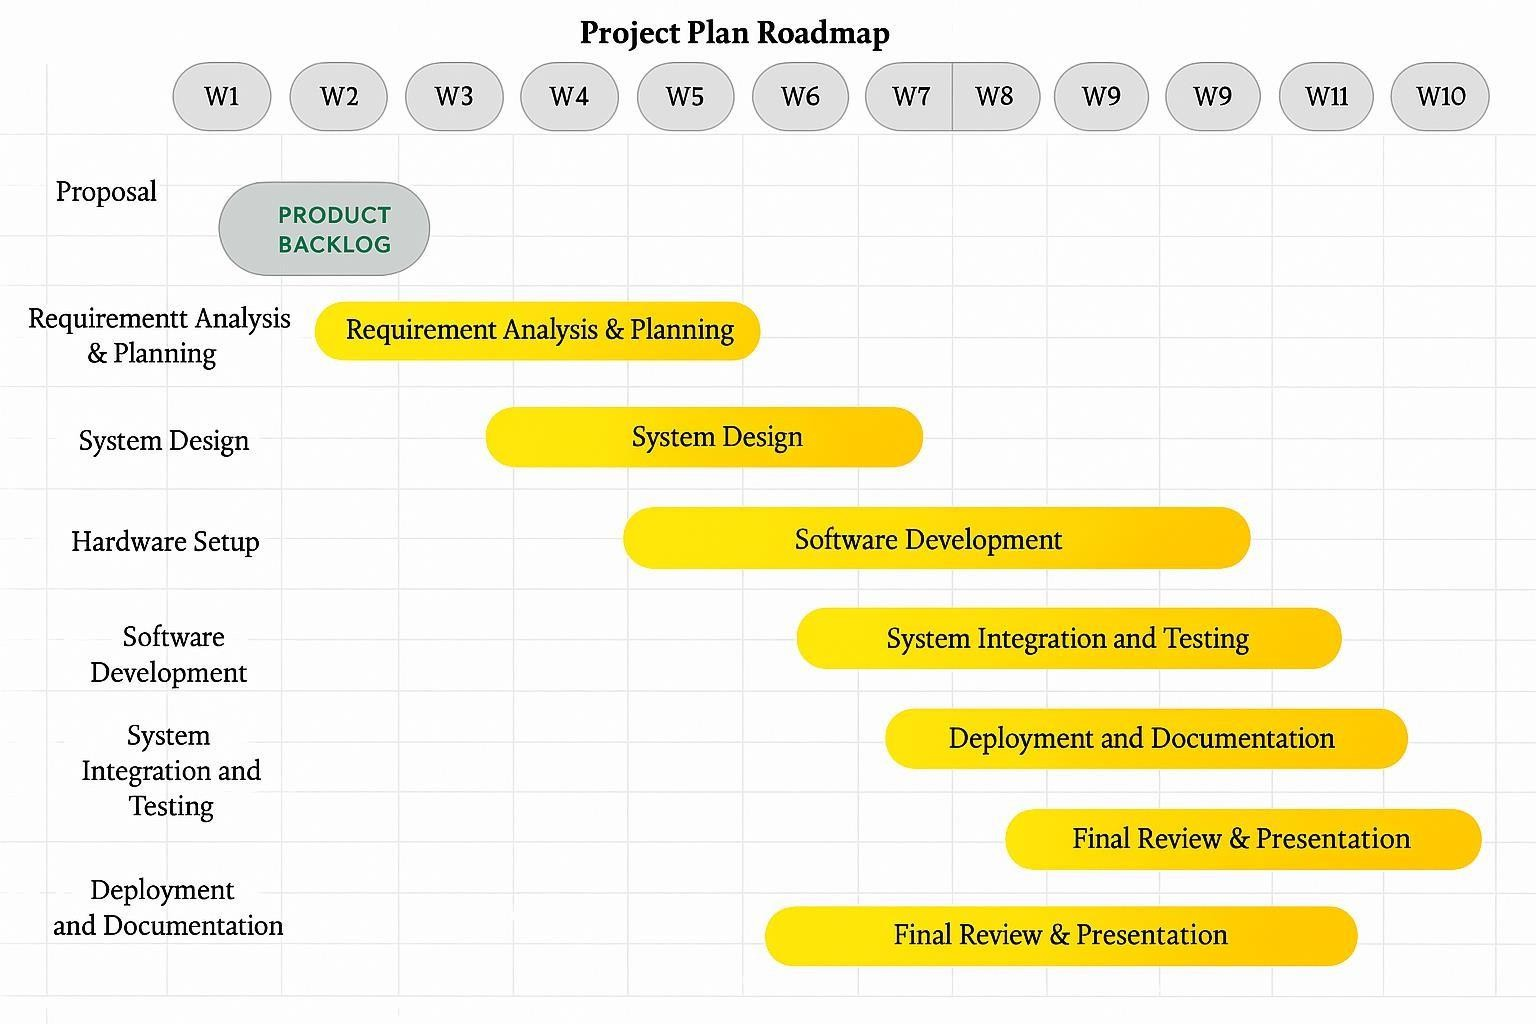 Project Plan Roadmap
W1 W2 W3 W4 W5 W6 W7 W8 W9 W9 W11 W10
Proposal
PRODUCT
BACKLOG
Requirementt Analysis
& Planning
Requirement Analysis & Planning
System Design
System Design
Hardware Setup
Software Development
Software
Development
System Integration and Testing
System
Integration and
Testing
Deployment and Documentation
Final Review & Presentation
Deployment
and Documentation
Final Review & Presentation